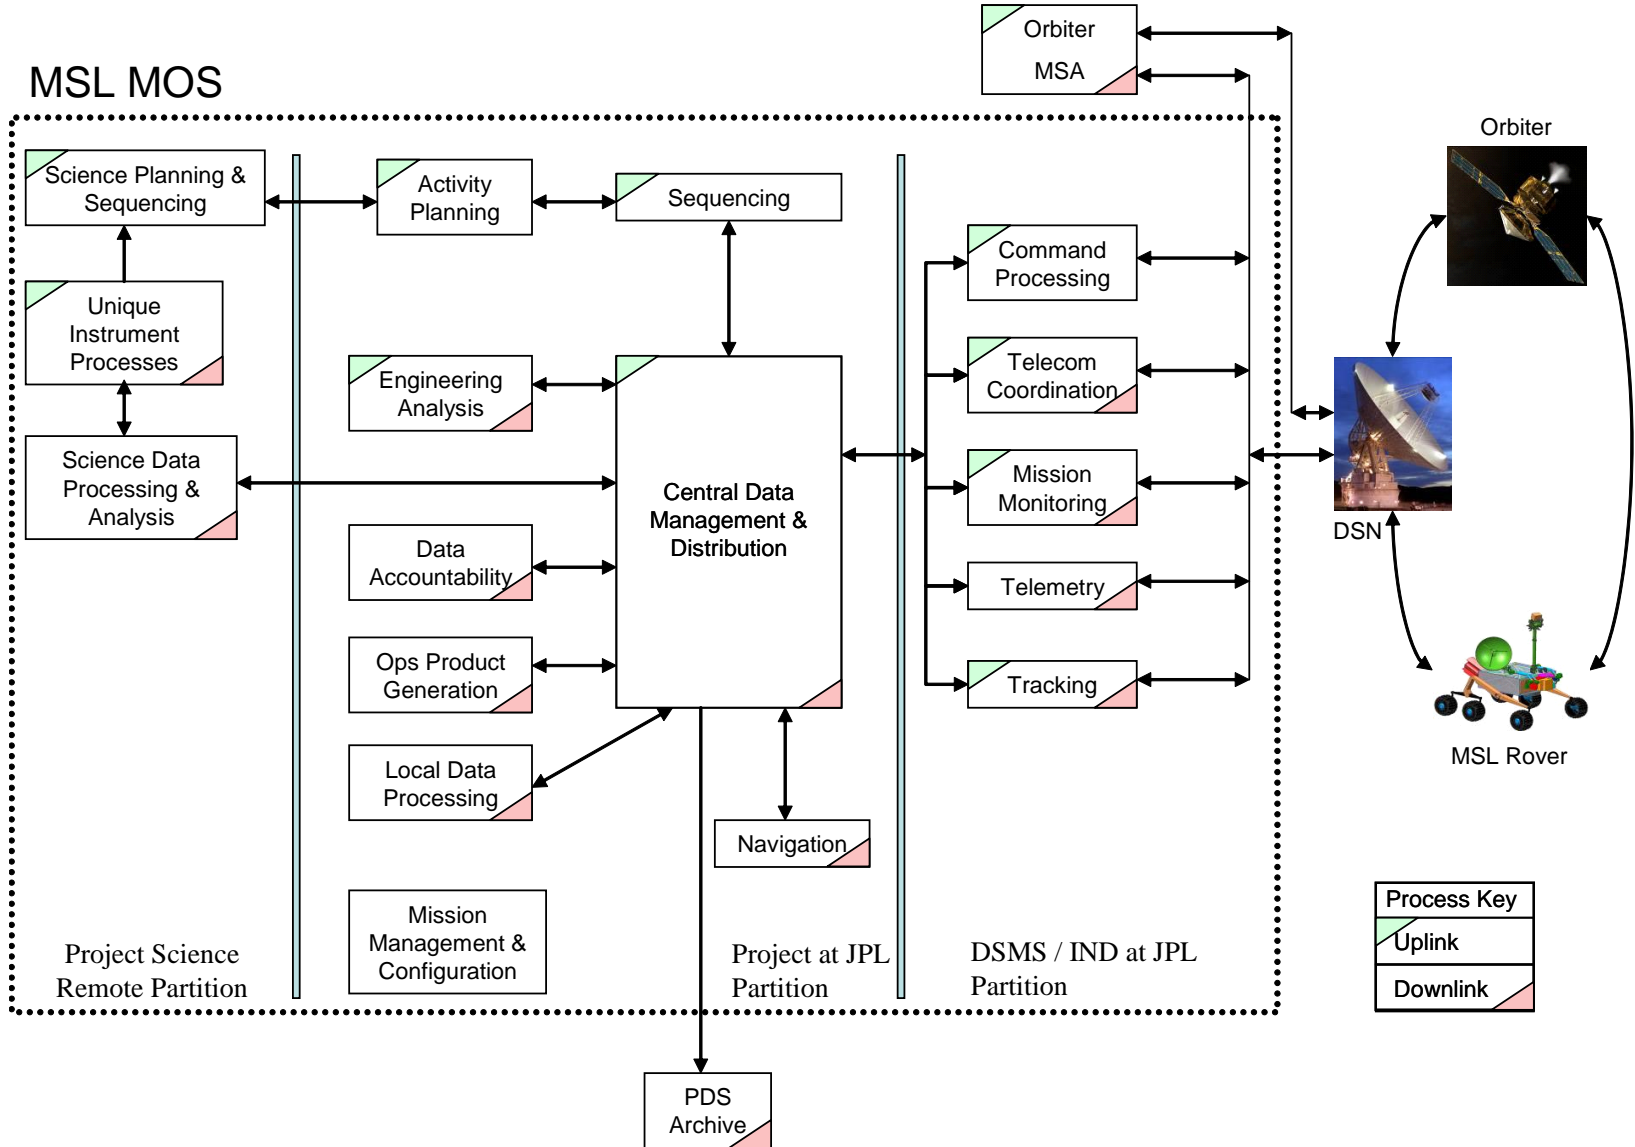 Orbiter
MSA
MSL MOS
Orbiter
Science Planning &
Sequencing
Activity
Planning
Sequencing
Command
Processing
Unique
Instrument
Processes
Engineering
Analysis
Telecom
Coordination
Science Data
Processing &
Analysis
Central Data
Management &
Distribution
Mission
Monitoring
DSN
Data
Accountability
Telemetry
Ops Product
Generation
Tracking
MSL Rover
Local Data
Processing
Navigation
Mission
Management &
Configuration
Project Science
Remote Partition
Project at JPL
Partition
DSMS / IND at JPL
Partition
Process Key
Uplink
Downlink
PDS
Archive